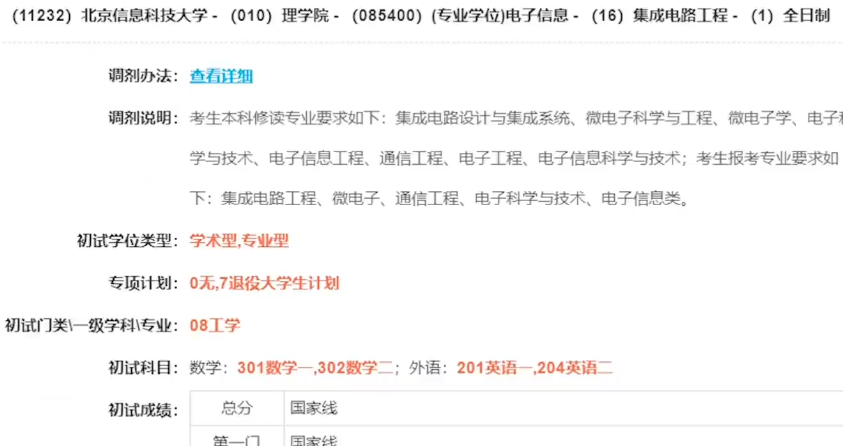 (11232) 北京信息科技大学 - (010) 理学院 - (085400) (专业学位)电子信息 - (16) 集成电路工程 - (1) 全日制
调剂办法： 查看详细
调剂说明： 考生本科修读专业要求如下：集成电路设计与集成系统、微电子科学与工程、微电子学、电子科
学与技术、电子信息工程、通信工程、电子工程、电子信息科学与技术；考生报考专业要求如
下：集成电路工程、微电子、通信工程、电子科学与技术、电子信息类。
初试学位类型： 学术型,专业型
专项计划： 0无,7退役大学生计划
初试门类\一级学科\专业： 08工学
初试科目： 数学：301数学一,302数学二；外语：201英语一,204英语二
初试成绩： 总分 国家线
第一门 国家线